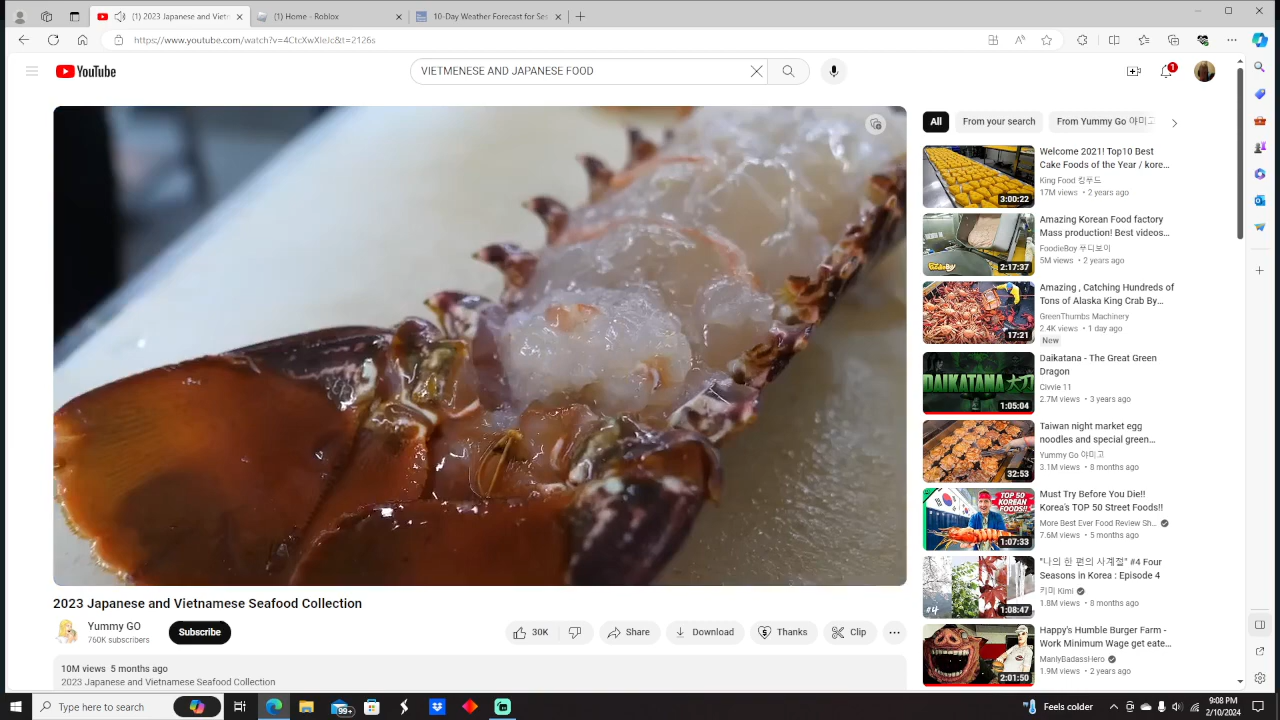 (1) 2023 Japanese and Vietn
(1) Home - Roblox
10-Day Weather Forecast for Se
https://www.youtube.com/watch?v=4CtcXwXIeJc&t=2126s
YouTube
VIETMENESE AND JAPANESE FOOD
1
All
From your search
From Yummy Go 야미고
Welcome 2021! Top10 Best
Cake Foods of the Year / kore...
King Food 킹푸드
17M views • 2 years ago
3:00:22
Amazing Korean Food factory
Mass production! Best videos...
FoodieBoy 푸디보이
5M views • 2 years ago
FoodieBoy
2:17:37
Amazing , Catching Hundreds of
Tons of Alaska King Crab By...
GreenThumbs Machinery
2.4K views • 1 day ago
New
17:21
Daikatana - The Great Green
Dragon
Civvie 11
2.7M views • 3 years ago
DAIKATANA 大刀
1:05:04
Taiwan night market egg
noodles and special green...
Yummy Go 야미고
3.1M views • 8 months ago
32:53
Must Try Before You Die!!
Korea's TOP 50 Street Foods!!
More Best Ever Food Review Sh...
7.6M views • 5 months ago
TOP 50
KOREAN
FOODS!!
1:07:33
"나의 한 편의 사계절" #4 Four
Seasons in Korea : Episode 4
키미 Kimi
1.8M views • 8 months ago
#4
1:08:47
Happy's Humble Burger Farm -
Work Minimum Wage get eate...
ManlyBadassHero
1.9M views • 2 years ago
2:01:50
2023 Japanese and Vietnamese Seafood Collection
Yummy GO
760K subscribers
Subscribe
30K
Share
Download
Thanks
Clip
10M views 5 months ago
2023 Japanese and Vietnamese Seafood Collection
Type here to search
99+
Feels colder
9:08 PM
2/10/2024